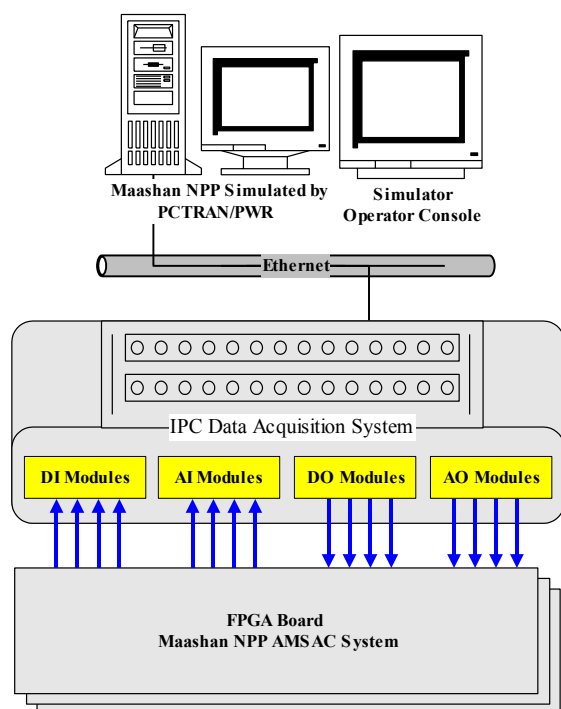 Maashan NPP Simulated by
PCTRAN/PWR
Simulator
Operator Console
Ethernet
IPC Data Acquisition System
DI Modules
AI Modules
DO Modules
AO Modules
FPGA Board
Maashan NPP AMSAC System